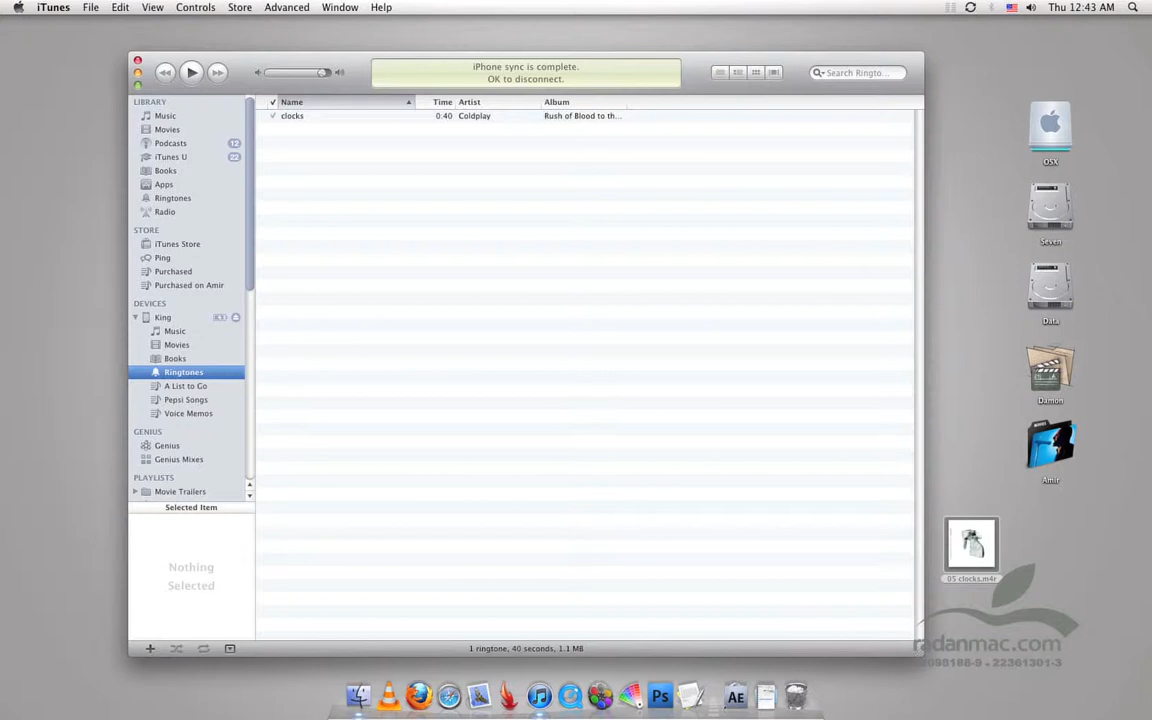 iTunes File Edit View Controls Store Advanced Window Help Thu 12:43 AM
iPhone sync is complete.
OK to disconnect.
Search Ringto...
LIBRARY
Music
Movies
Podcasts 12
iTunes U 22
Books
Apps
Ringtones
Radio
STORE
iTunes Store
Ping
Purchased
Purchased on Amir
DEVICES
King
Music
Movies
Books
Ringtones
A List to Go
Pepsi Songs
Voice Memos
GENIUS
Genius
Genius Mixes
PLAYLISTS
Movie Trailers
Selected Item
Nothing
Selected
Name Time Artist Album
clocks 0:40 Coldplay Rush of Blood to th...
1 ringtone, 40 seconds, 1.1 MB
OSX
Seven
Data
Damon
Amir
05 clocks.m4r
radanmac.com
22361301-3
Ps
AE